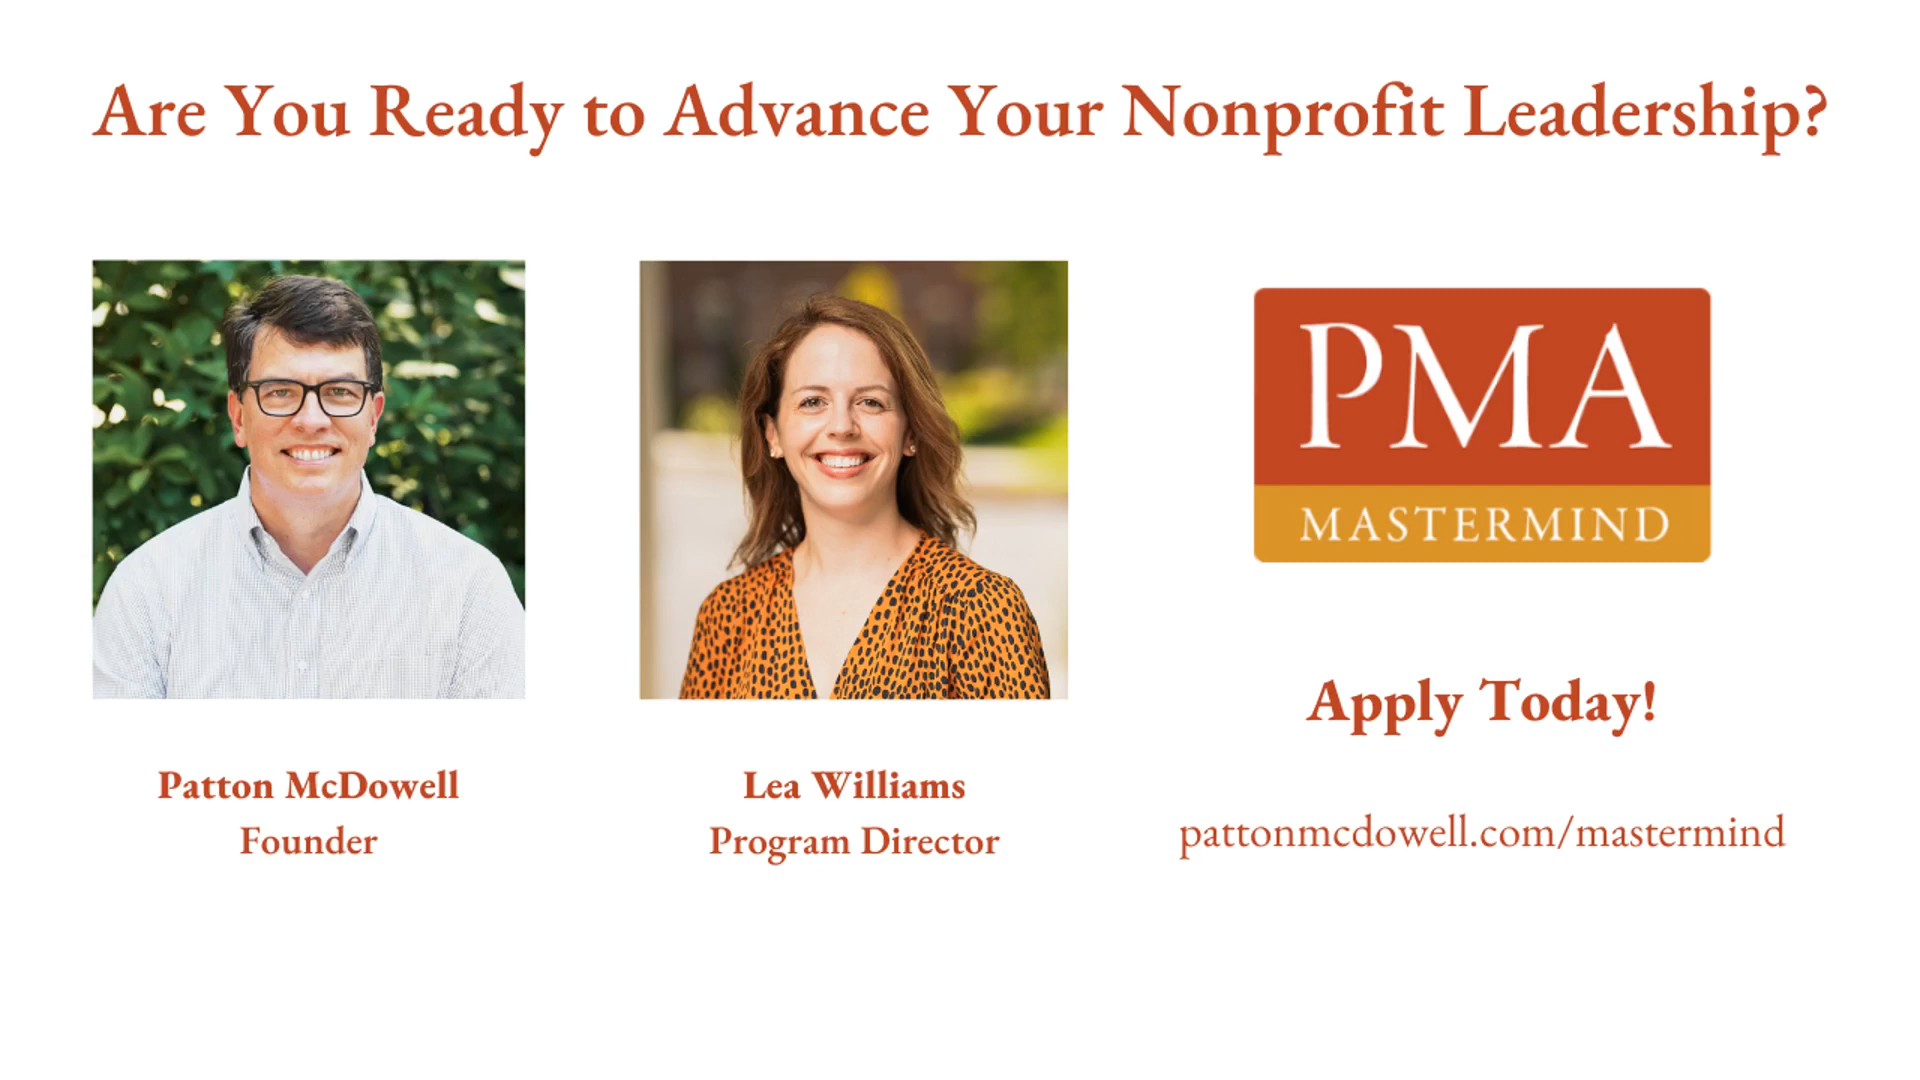 Are You Ready to Advance Your Nonprofit Leadership?
PMA
MASTERMIND
Apply Today!
Patton McDowell
Founder
Lea Williams
Program Director
pattonmcdowell.com/mastermind